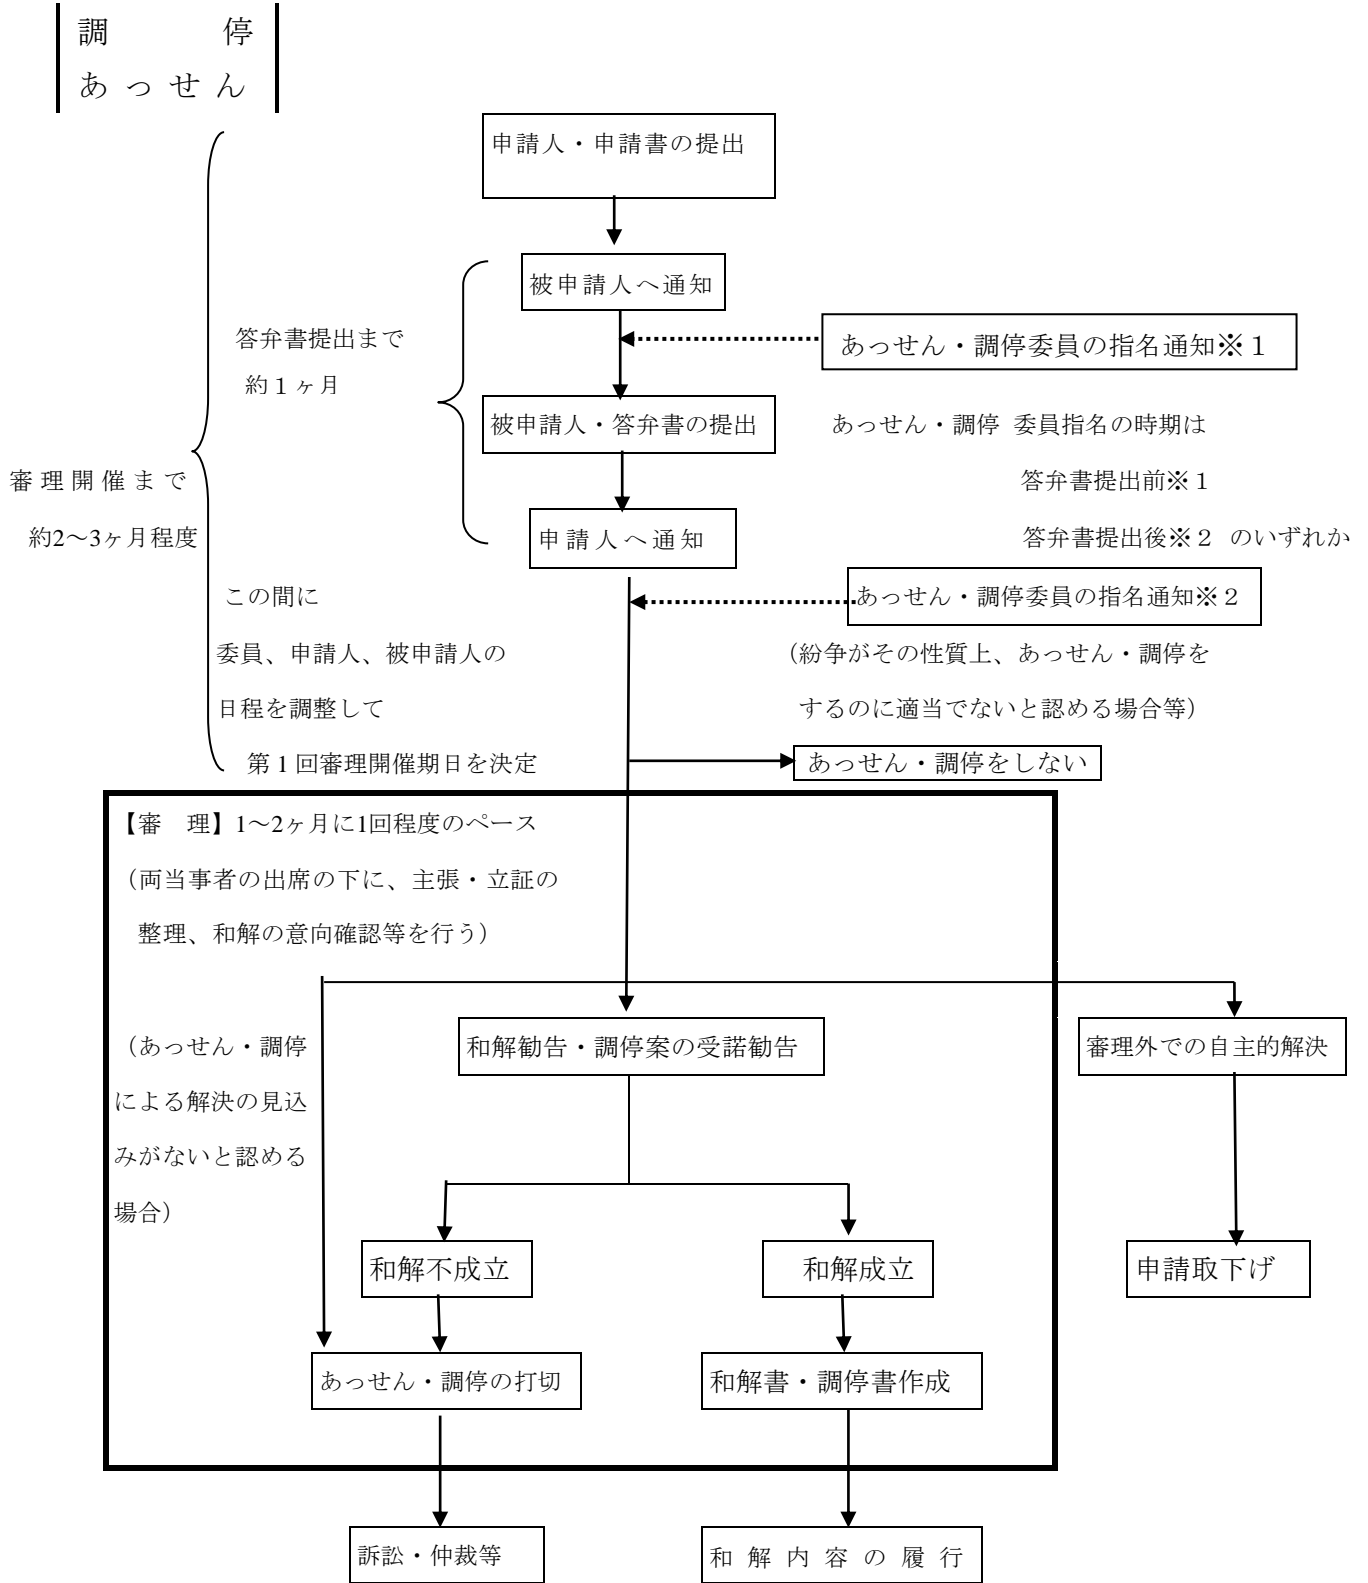 調　　　停
あっせん
申請人・申請書の提出
被申請人へ通知
答弁書提出まで
約１ヶ月
あっせん・調停委員の指名通知※１
被申請人・答弁書の提出
あっせん・調停 委員指名の時期は
答弁書提出前※１
答弁書提出後※２ のいずれか
審理開催まで
約2～3ヶ月程度
申請人へ通知
この間に
委員、申請人、被申請人の
日程を調整して
第１回審理開催期日を決定
あっせん・調停委員の指名通知※２
（紛争がその性質上、あっせん・調停を
するのに適当でないと認める場合等）
あっせん・調停をしない
【審　理】1～2ヶ月に1回程度のペース
（両当事者の出席の下に、主張・立証の
整理、和解の意向確認等を行う）
（あっせん・調停
による解決の見込
みがないと認める
場合）
和解勧告・調停案の受諾勧告
審理外での自主的解決
和解不成立
和解成立
申請取下げ
あっせん・調停の打切
和解書・調停書作成
訴訟・仲裁等
和解内容の履行